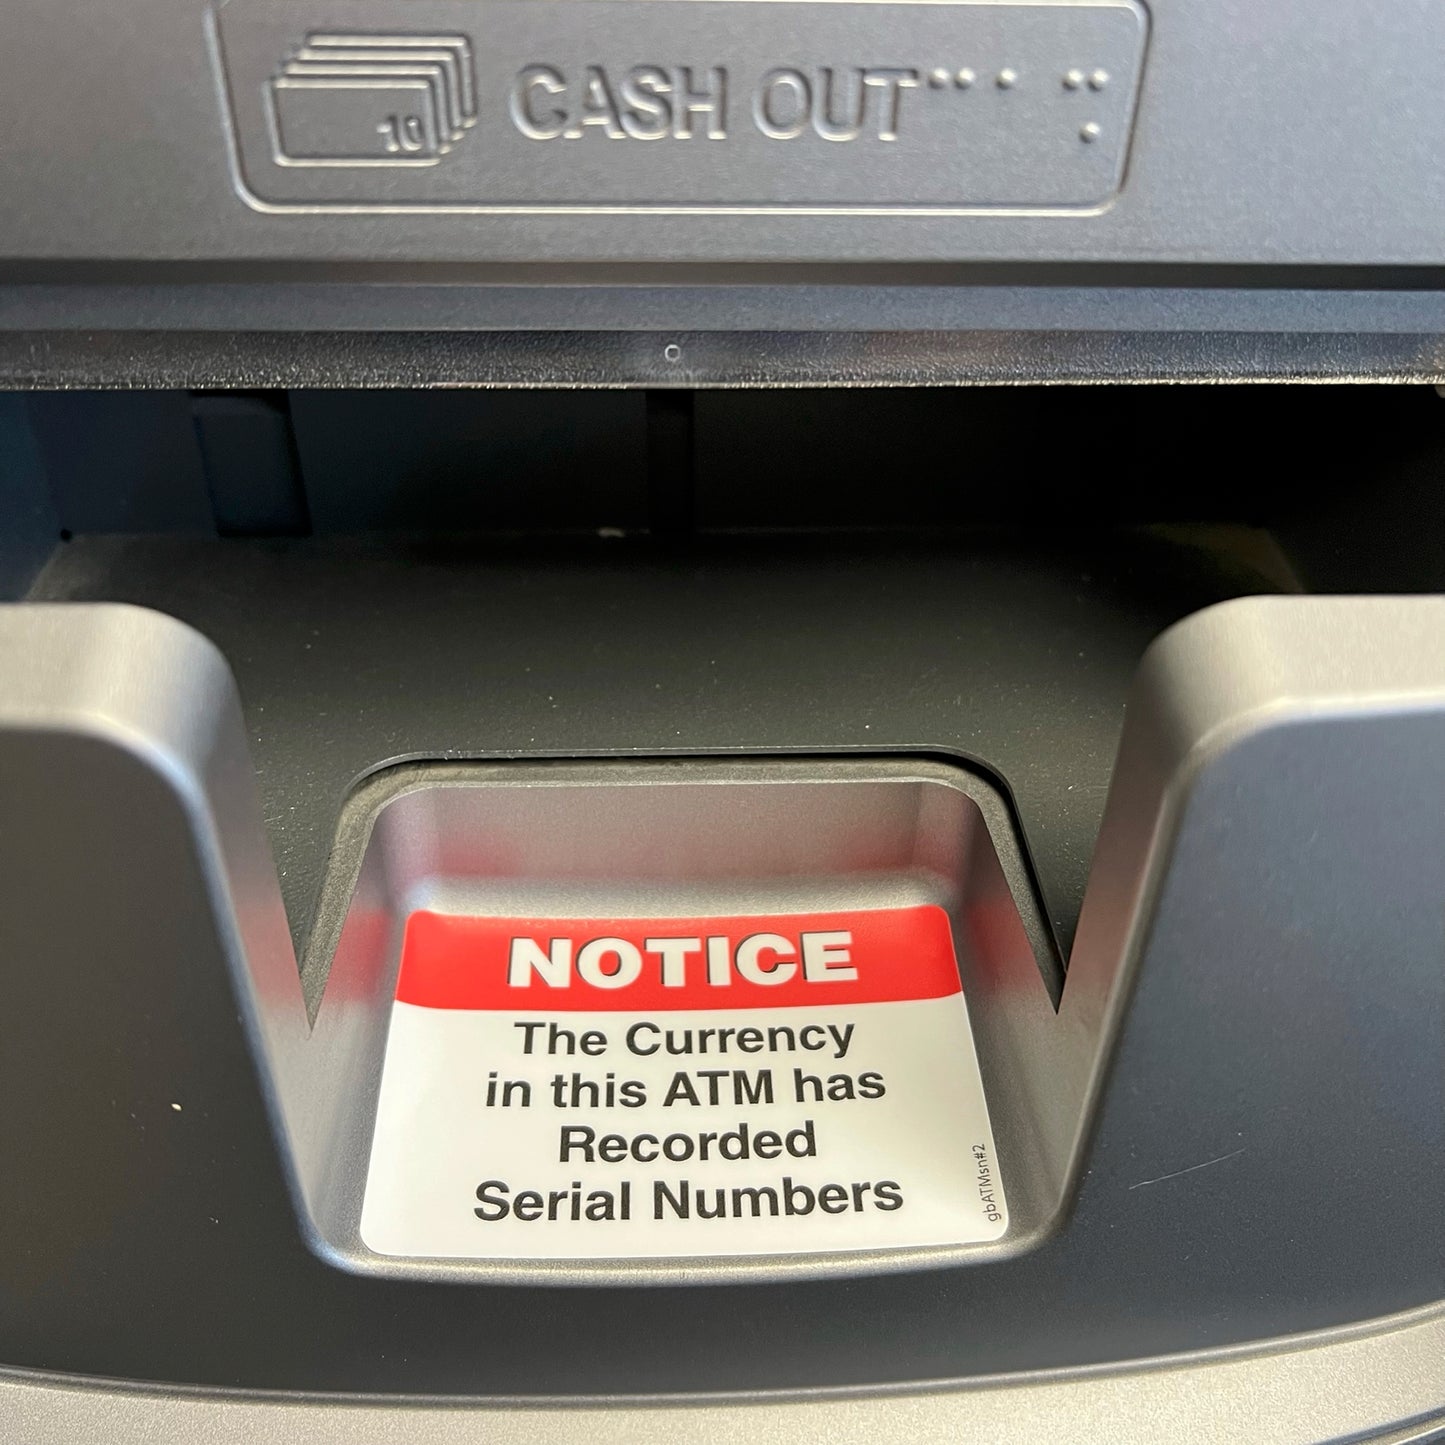 10
CASH OUT
NOTICE
The Currency
in this ATM has
Recorded
Serial Numbers
gbATMsn#2